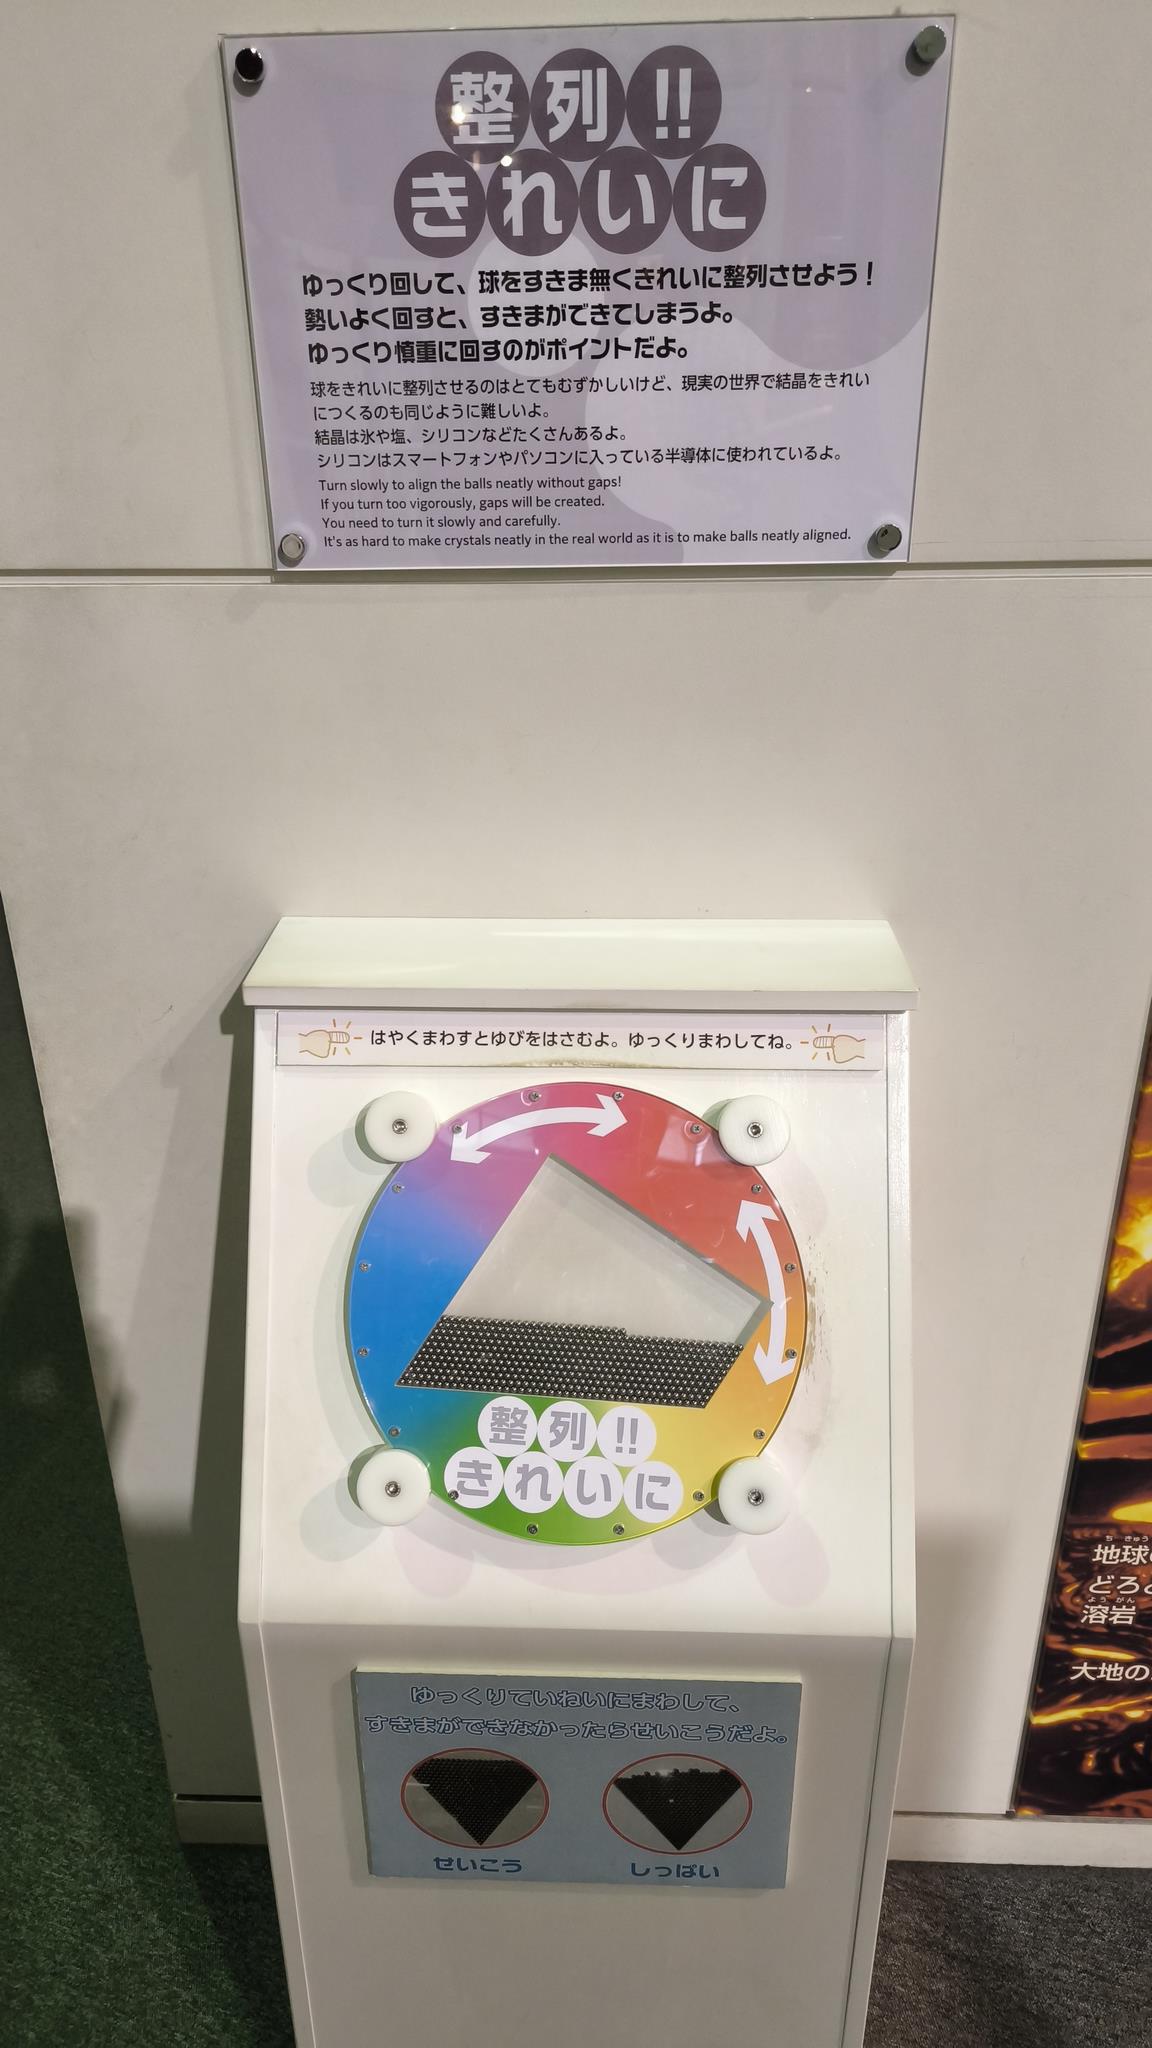 整列!!
きれいに
ゆっくり回して、球をすきま無くきれいに整列させよう！
勢いよく回すと、すきまができてしまうよ。
ゆっくり慎重に回すのがポイントだよ。
球をきれいに整列させるのはとてもむずかしいけど、現実の世界で結晶をきれい
につくるのも同じように難しいよ。
結晶は氷や塩、シリコンなどたくさんあるよ。
シリコンはスマートフォンやパソコンに入っている半導体に使われているよ。
Turn slowly to align the balls neatly without gaps!
If you turn too vigorously, gaps will be created.
You need to turn it slowly and carefully.
It's as hard to make crystals neatly in the real world as it is to make balls neatly aligned.
はやくまわすとゆびをはさむよ。ゆっくりまわしてね。
整列!!
きれいに
ゆっくりていねいにまわして、
すきまができなかったらせいこうだよ。
せいこう
しっぱい
ちきゅう
地球
どろ
ようがん
溶岩
大地の